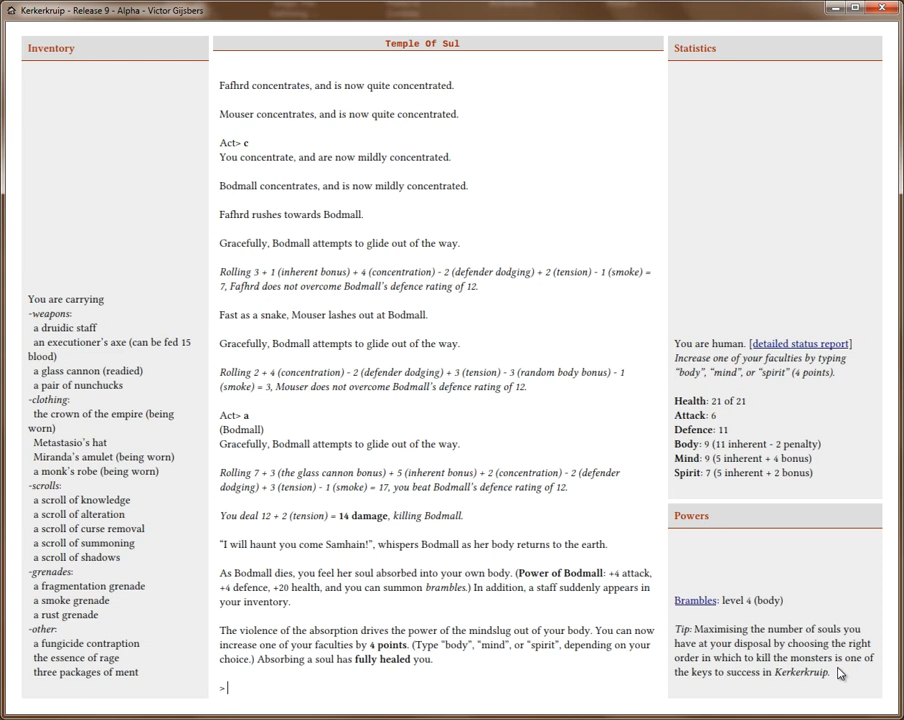 Kerkerkruip - Release 9 - Alpha - Victor Gijsbers
Inventory
You are carrying
-weapons:
a druidic staff
an executioner's axe (can be fed 15
blood)
a glass cannon (readied)
a pair of nunchucks
-clothing:
the crown of the empire (being
worn)
Metastasio's hat
Miranda's amulet (being worn)
a monk's robe (being worn)
-scrolls:
a scroll of knowledge
a scroll of alteration
a scroll of curse removal
a scroll of summoning
a scroll of shadows
-grenades:
a fragmentation grenade
a smoke grenade
a rust grenade
-other:
a fungicide contraption
the essence of rage
three packages of ment
Temple Of Sul
Fafhrd concentrates, and is now quite concentrated.
Mouser concentrates, and is now quite concentrated.
Act> c
You concentrate, and are now mildly concentrated.
Bodmall concentrates, and is now mildly concentrated.
Fafhrd rushes towards Bodmall.
Gracefully, Bodmall attempts to glide out of the way.
Rolling 3 + 1 (inherent bonus) + 4 (concentration) - 2 (defender dodging) + 2 (tension) - 1 (smoke) =
7, Fafhrd does not overcome Bodmall's defence rating of 12.
Fast as a snake, Mouser lashes out at Bodmall.
Gracefully, Bodmall attempts to glide out of the way.
Rolling 2 + 4 (concentration) - 2 (defender dodging) + 3 (tension) - 3 (random body bonus) - 1
(smoke) = 3, Mouser does not overcome Bodmall's defence rating of 12.
Act> a
(Bodmall)
Gracefully, Bodmall attempts to glide out of the way.
Rolling 7 + 3 (the glass cannon bonus) + 5 (inherent bonus) + 2 (concentration) - 2 (defender
dodging) + 3 (tension) - 1 (smoke) = 17, you beat Bodmall's defence rating of 12.
You deal 12 + 2 (tension) = 14 damage, killing Bodmall.
"I will haunt you come Samhain!", whispers Bodmall as her body returns to the earth.
As Bodmall dies, you feel her soul absorbed into your own body. (Power of Bodmall: +4 attack,
+4 defence, +20 health, and you can summon brambles.) In addition, a staff suddenly appears in
your inventory.
The violence of the absorption drives the power of the mindslug out of your body. You can now
increase one of your faculties by 4 points. (Type "body", "mind", or "spirit", depending on your
choice.) Absorbing a soul has fully healed you.
>
Statistics
You are human. [detailed status report]
Increase one of your faculties by typing
"body", "mind", or "spirit" (4 points).
Health: 21 of 21
Attack: 6
Defence: 11
Body: 9 (11 inherent - 2 penalty)
Mind: 9 (5 inherent + 4 bonus)
Spirit: 7 (5 inherent + 2 bonus)
Powers
Brambles: level 4 (body)
Tip: Maximising the number of souls you
have at your disposal by choosing the right
order in which to kill the monsters is one of
the keys to success in Kerkerkruip.